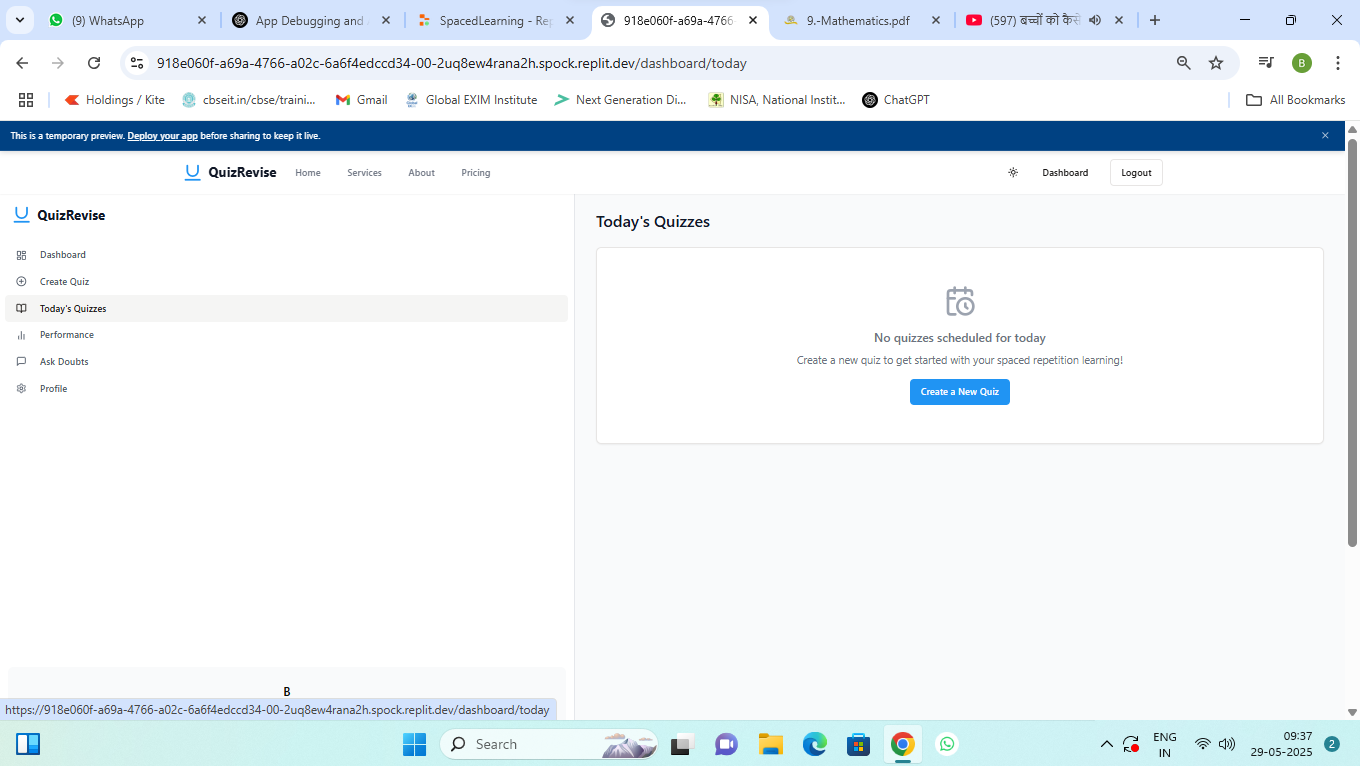 (9) WhatsApp
App Debugging and
SpacedLearning - Rep
918e060f-a69a-4766-
9.-Mathematics.pdf
(597) बच्चों को कैसे
918e060f-a69a-4766-a02c-6a6f4edccd34-00-2uq8ew4rana2h.spock.replit.dev/dashboard/today
B
Holdings / Kite
cbseit.in/cbse/traini...
Gmail
Global EXIM Institute
Next Generation Di...
NISA, National Instit...
ChatGPT
All Bookmarks
This is a temporary preview. Deploy your app before sharing to keep it live.
QuizRevise
Home
Services
About
Pricing
Dashboard
Logout
QuizRevise
Dashboard
Create Quiz
Today's Quizzes
Performance
Ask Doubts
Profile
Today's Quizzes
No quizzes scheduled for today
Create a new quiz to get started with your spaced repetition learning!
Create a New Quiz
B
https://918e060f-a69a-4766-a02c-6a6f4edccd34-00-2uq8ew4rana2h.spock.replit.dev/dashboard/today
Search
ENG
IN
09:37
29-05-2025
2